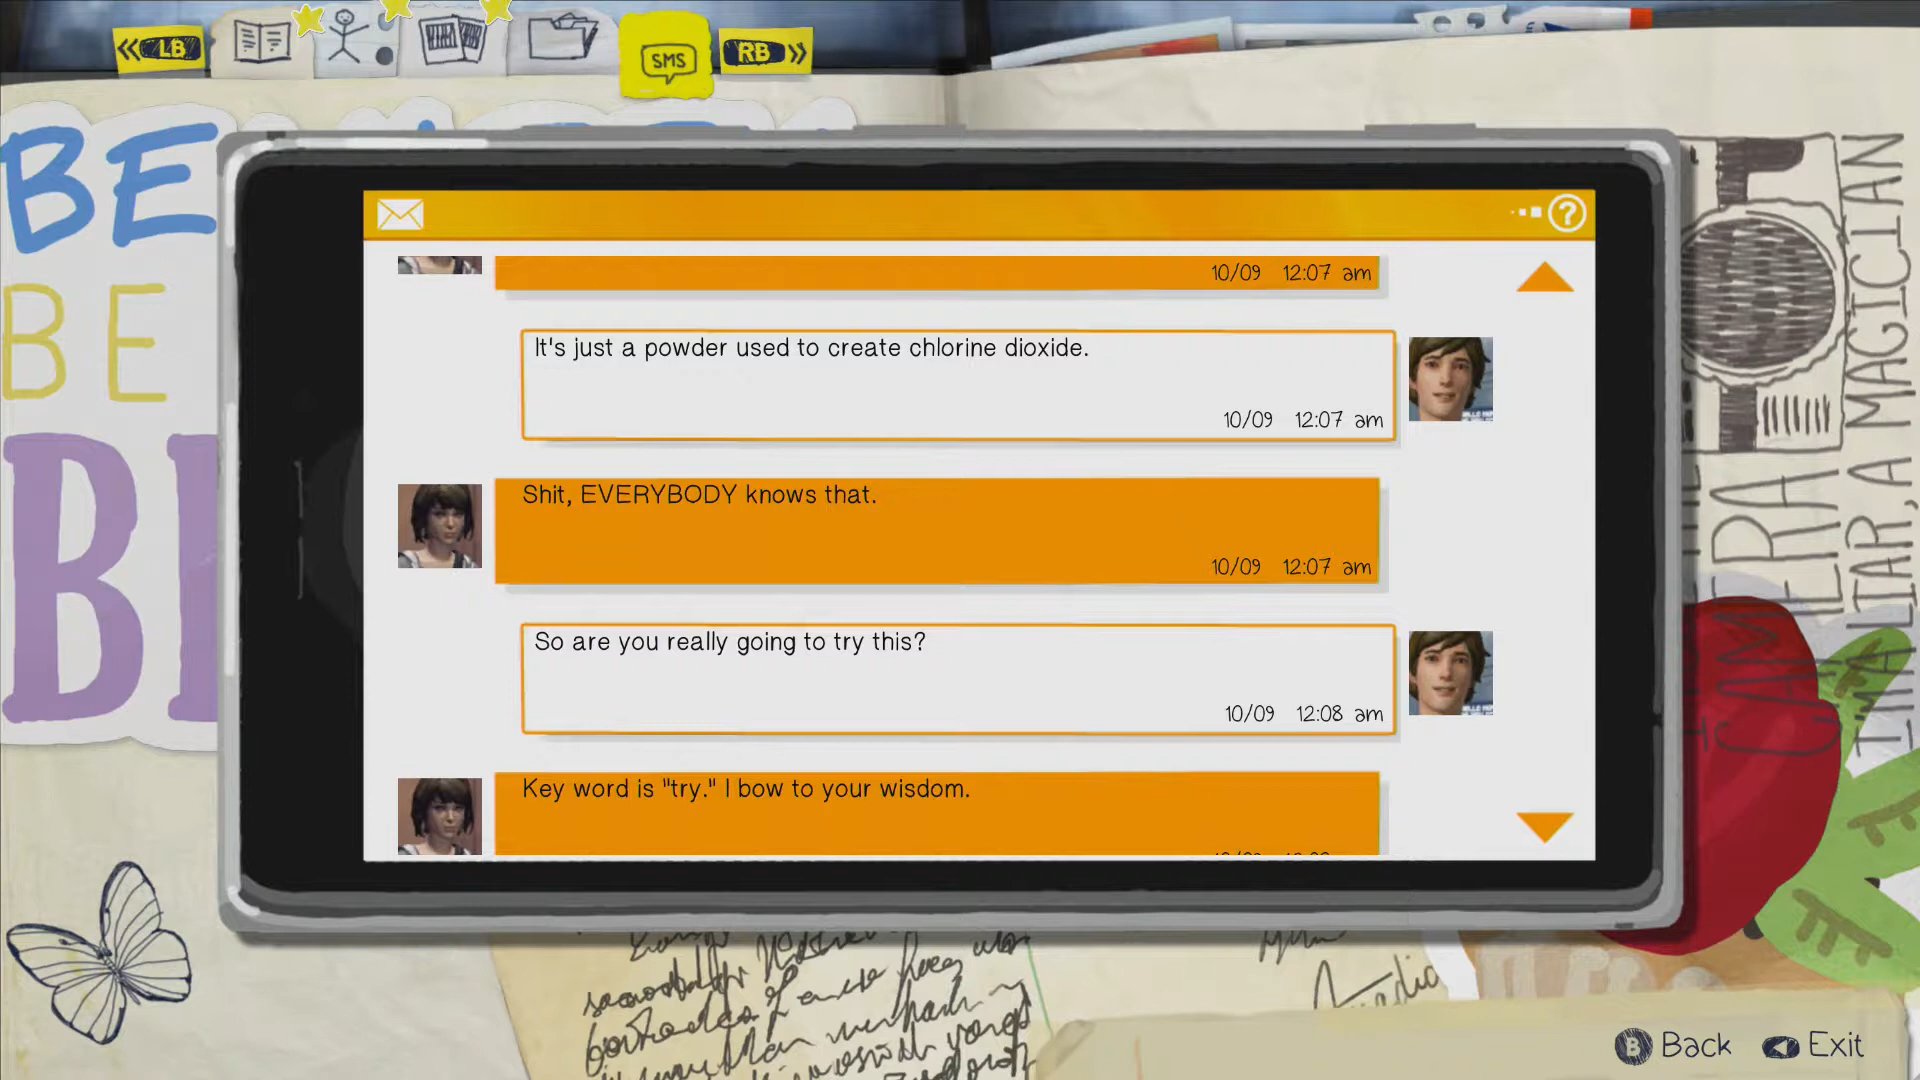 LB
SMS
RB
BE
BE
10/09 12:07 am
It's just a powder used to create chlorine dioxide.
10/09 12:07 am
Shit, EVERYBODY knows that.
10/09 12:07 am
So are you really going to try this?
10/09 12:08 am
Key word is "try." I bow to your wisdom.
CAMERA
LIAR, A MAGICIAN
B Back
Exit